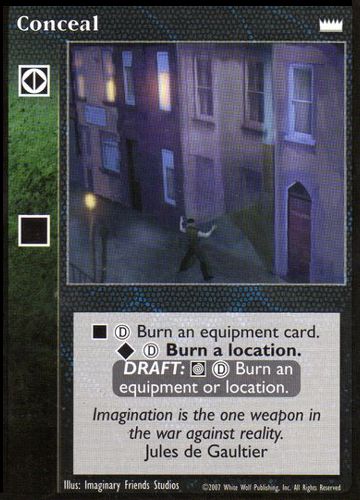 Conceal
Ⓓ Burn an equipment card.
Ⓓ Burn a location.
DRAFT: Ⓓ Burn an
equipment or location.
Imagination is the one weapon in
the war against reality.
Jules de Gaultier
Illus: Imaginary Friends Studios ©2007 White Wolf Publishing, Inc. All Rights Reserved